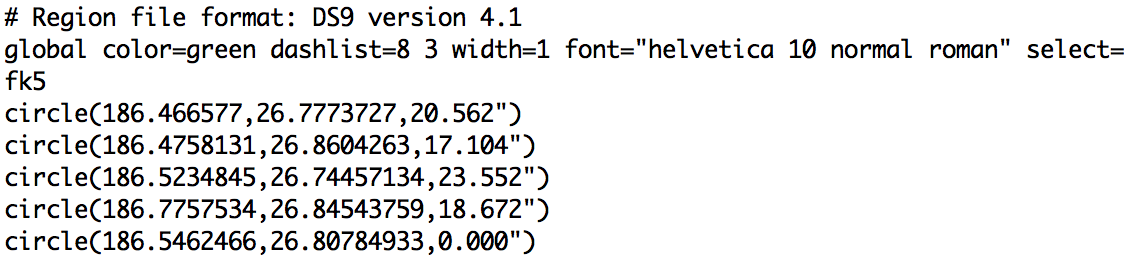 # Region file format: DS9 version 4.1
global color=green dashlist=8 3 width=1 font="helvetica 10 normal roman" select=
fk5
circle(186.466577,26.7773727,20.562")
circle(186.4758131,26.8604263,17.104")
circle(186.5234845,26.74457134,23.552")
circle(186.7757534,26.84543759,18.672")
circle(186.5462466,26.80784933,0.000")